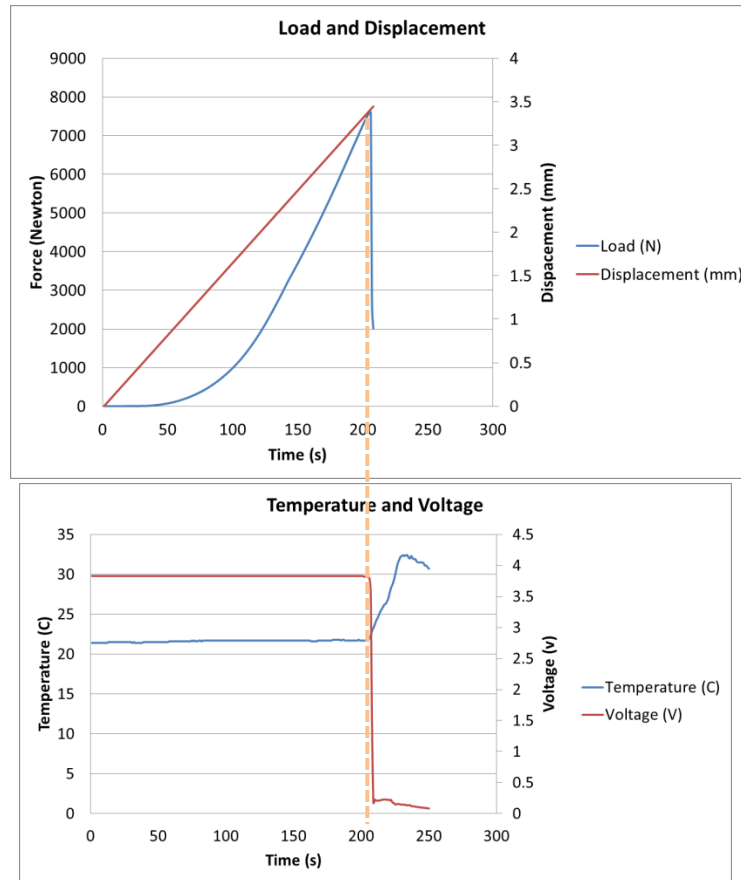 Load and Displacement
9000
8000
7000
6000
5000
4000
3000
2000
1000
0
Force (Newton)
4
3.5
3
2.5
2
1.5
1
0.5
0
Dispacement (mm)
0 50 100 150 200 250 300
Time (s)
Load (N)
Displacement (mm)
Temperature and Voltage
35
30
25
20
15
10
5
0
Temperature (C)
4.5
4
3.5
3
2.5
2
1.5
1
0.5
0
Voltage (v)
0 50 100 150 200 250 300
Time (s)
Temperature (C)
Voltage (V)